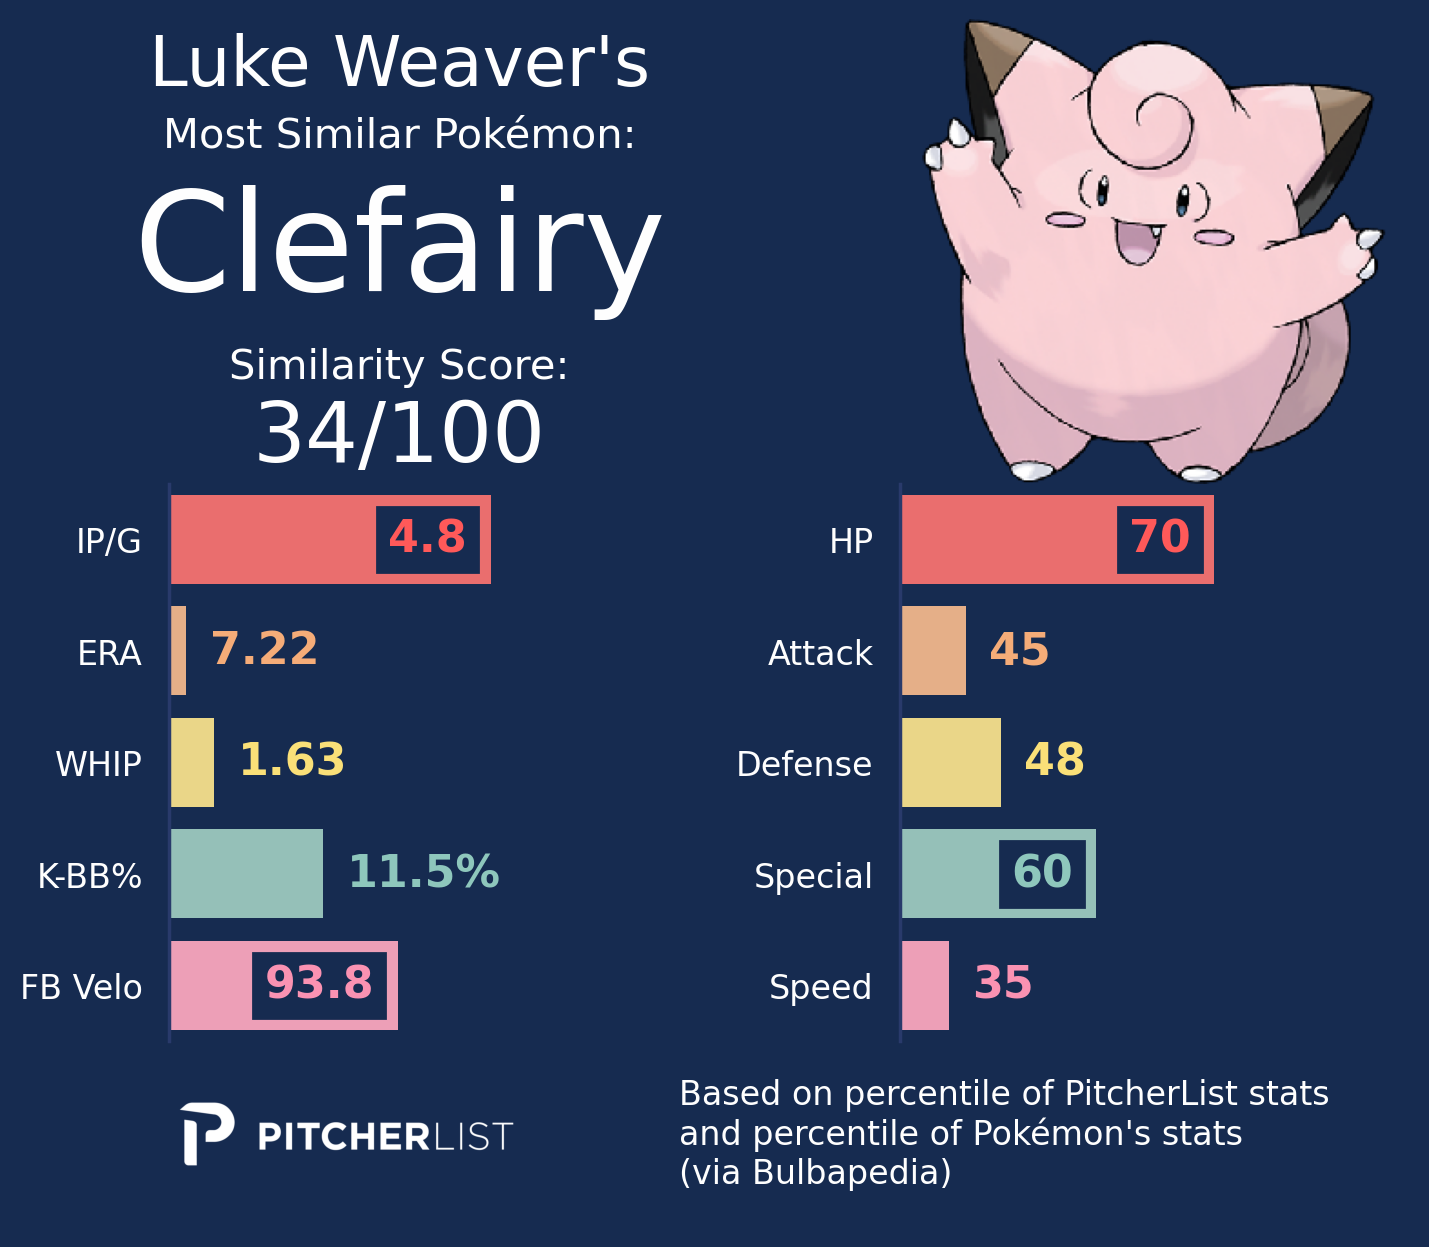 Luke Weaver's
Most Similar Pokémon:
Clefairy
Similarity Score:
34/100
IP/G 4.8
ERA 7.22
WHIP 1.63
K-BB% 11.5%
FB Velo 93.8
HP 70
Attack 45
Defense 48
Special 60
Speed 35
PITCHERLIST
Based on percentile of PitcherList stats
and percentile of Pokémon's stats
(via Bulbapedia)